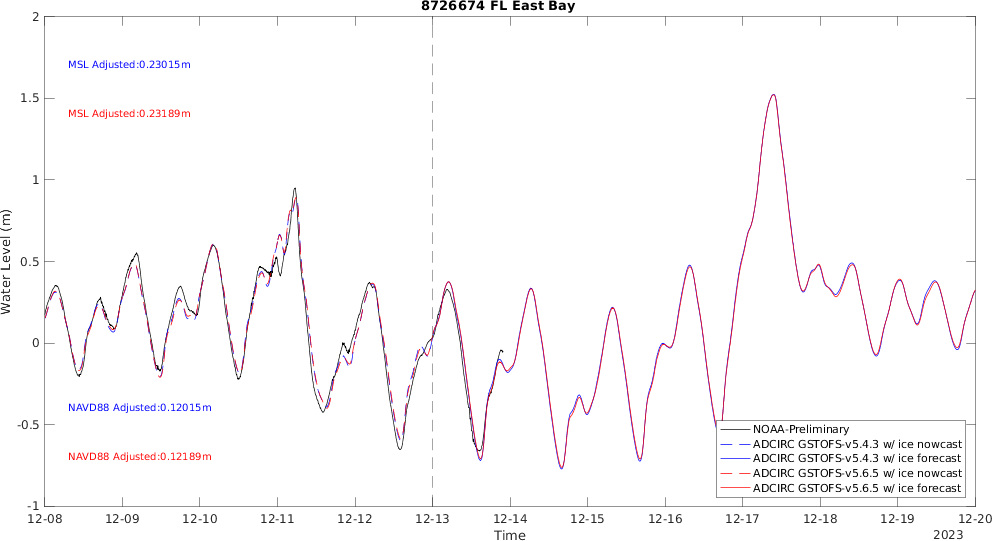 8726674 FL East Bay
2
1.5
1
0.5
0
-0.5
-1
Water Level (m)
MSL Adjusted:0.23015m
MSL Adjusted:0.23189m
NAVD88 Adjusted:0.12015m
NAVD88 Adjusted:0.12189m
NOAA-Preliminary
ADCIRC GSTOFS-v5.4.3 w/ ice nowcast
ADCIRC GSTOFS-v5.4.3 w/ ice forecast
ADCIRC GSTOFS-v5.6.5 w/ ice nowcast
ADCIRC GSTOFS-v5.6.5 w/ ice forecast
12-08 12-09 12-10 12-11 12-12 12-13 12-14 12-15 12-16 12-17 12-18 12-19 12-20
Time
2023